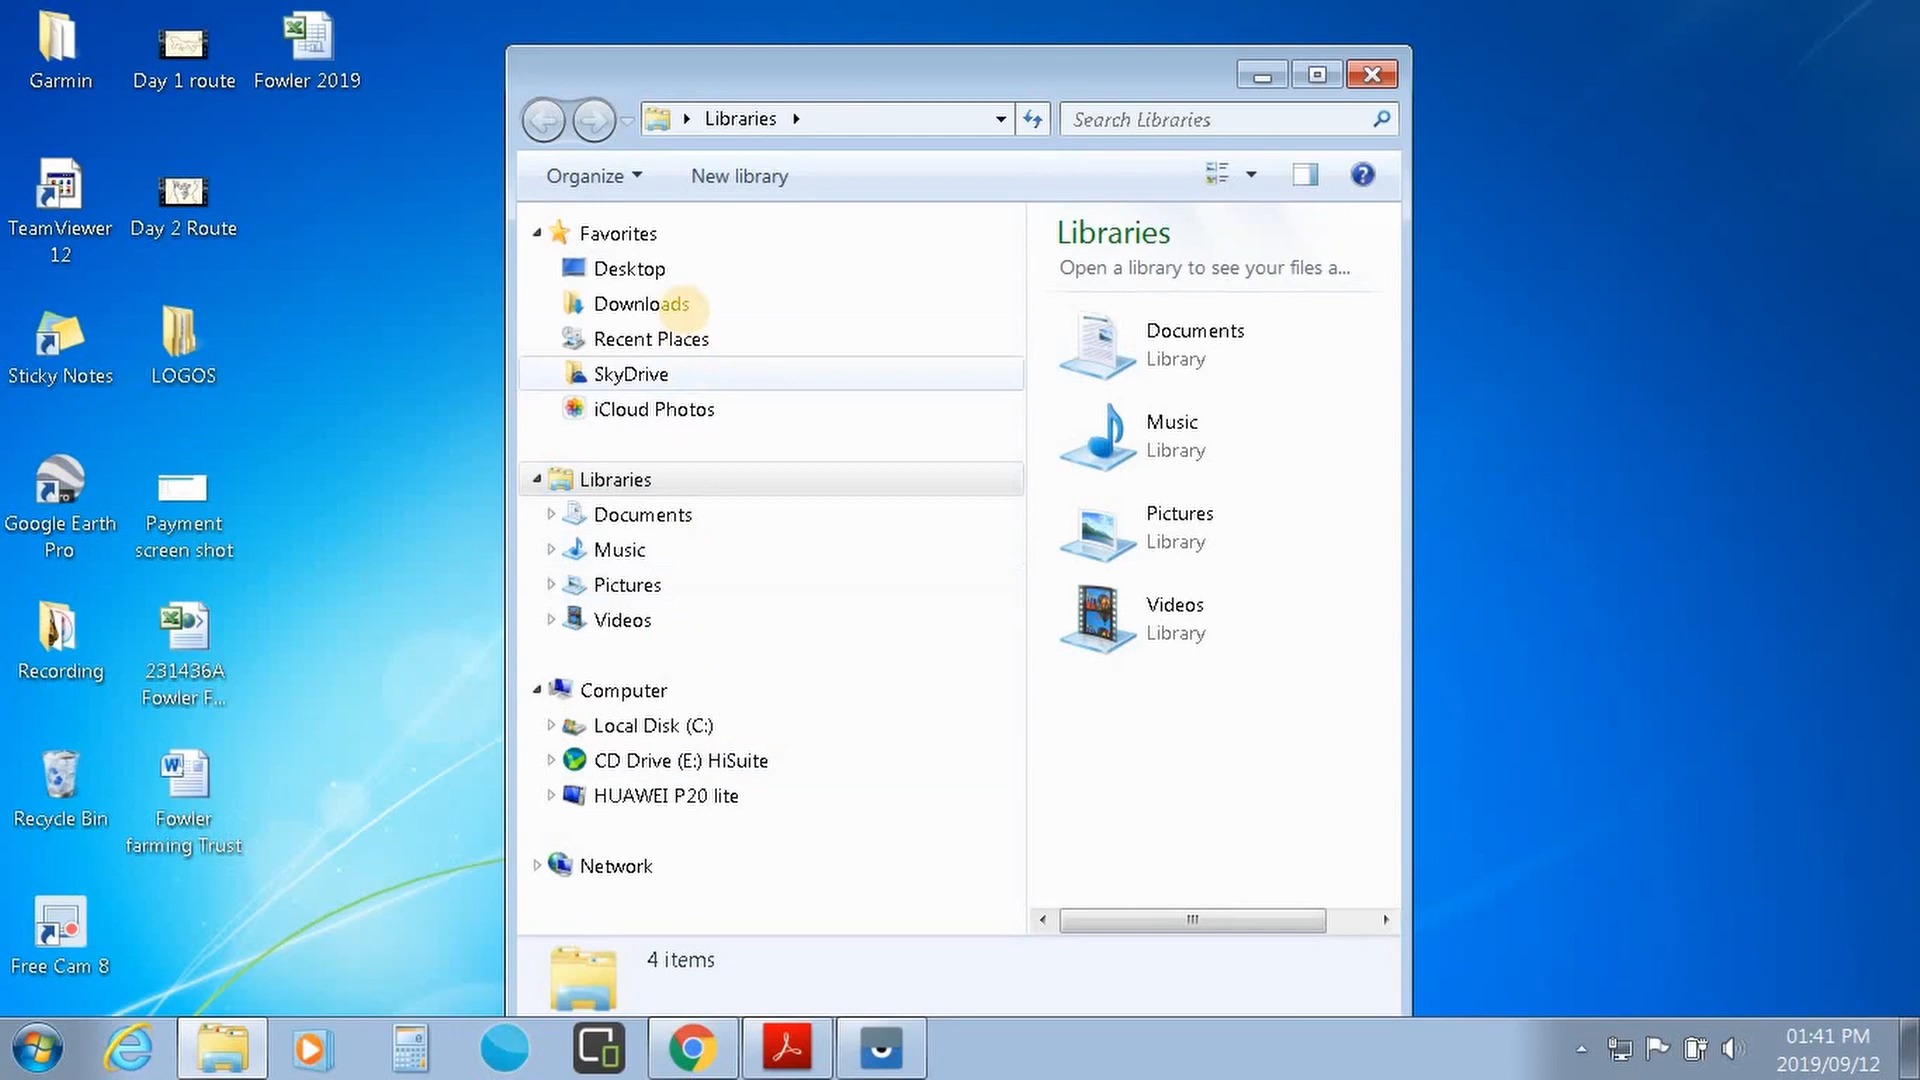 Garmin
Day 1 route
Fowler 2019
TeamViewer
12
Day 2 Route
Sticky Notes
LOGOS
Google Earth
Pro
Payment
screen shot
Recording
231436A
Fowler F...
Recycle Bin
Fowler
farming Trust
Free Cam 8
Libraries
Search Libraries
Organize
New library
Favorites
Desktop
Downloads
Recent Places
SkyDrive
iCloud Photos
Libraries
Documents
Music
Pictures
Videos
Computer
Local Disk (C:)
CD Drive (E:) HiSuite
HUAWEI P20 lite
Network
Libraries
Open a library to see your files a...
Documents
Library
Music
Library
Pictures
Library
Videos
Library
4 items
01:41 PM
2019/09/12